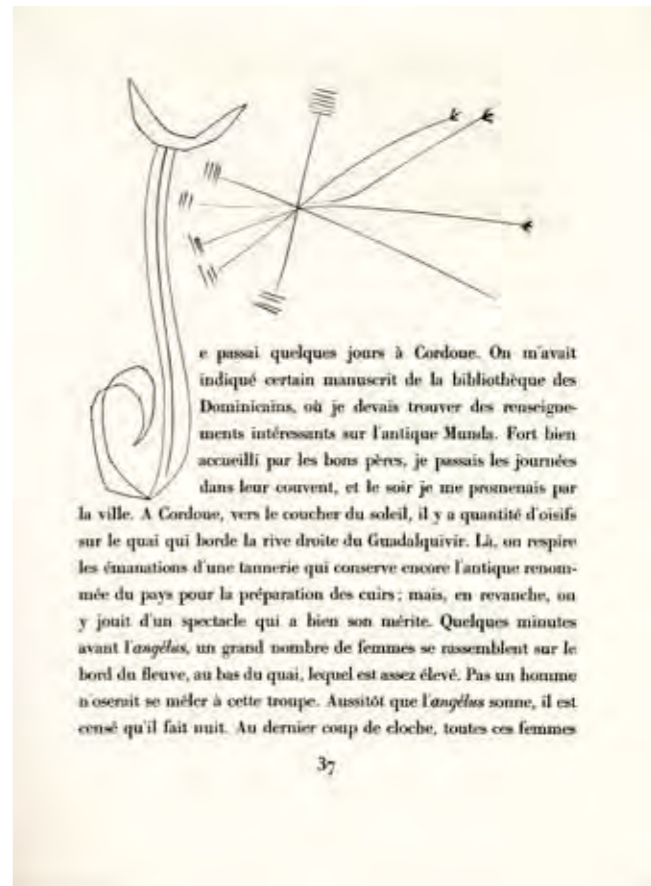 Je passai quelques jours à Cordoue. On m'avait
indiqué certain manuscrit de la bibliothèque des
Dominicains, où je devais trouver des renseigne-
ments intéressants sur l'antique Munda. Fort bien
accueilli par les bons pères, je passais les journées
dans leur couvent, et le soir je me promenais par
la ville. A Cordoue, vers le coucher du soleil, il y a quantité d'oisifs
sur le quai qui borde la rive droite du Guadalquivir. Là, on respire
les émanations d'une tannerie qui conserve encore l'antique renom-
mée du pays pour la préparation des cuirs ; mais, en revanche, on
y jouit d'un spectacle qui a bien son mérite. Quelques minutes
avant l'angélus, un grand nombre de femmes se rassemblent sur le
bord du fleuve, au bas du quai, lequel est assez élevé. Pas un homme
n'oserait se mêler à cette troupe. Aussitôt que l'angélus sonne, il est
censé qu'il fait nuit. Au dernier coup de cloche, toutes ces femmes
37